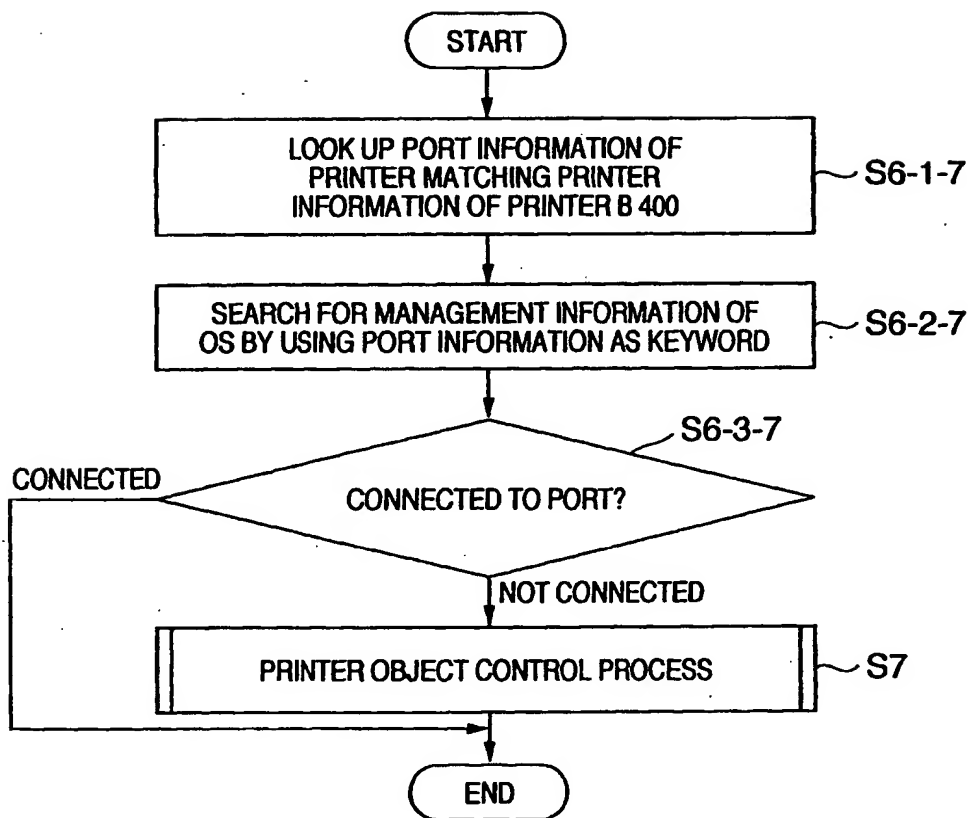 START
LOOK UP PORT INFORMATION OF
PRINTER MATCHING PRINTER
INFORMATION OF PRINTER B 400
S6-1-7
SEARCH FOR MANAGEMENT INFORMATION OF
OS BY USING PORT INFORMATION AS KEYWORD
S6-2-7
S6-3-7
CONNECTED
CONNECTED TO PORT?
NOT CONNECTED
PRINTER OBJECT CONTROL PROCESS
S7
END